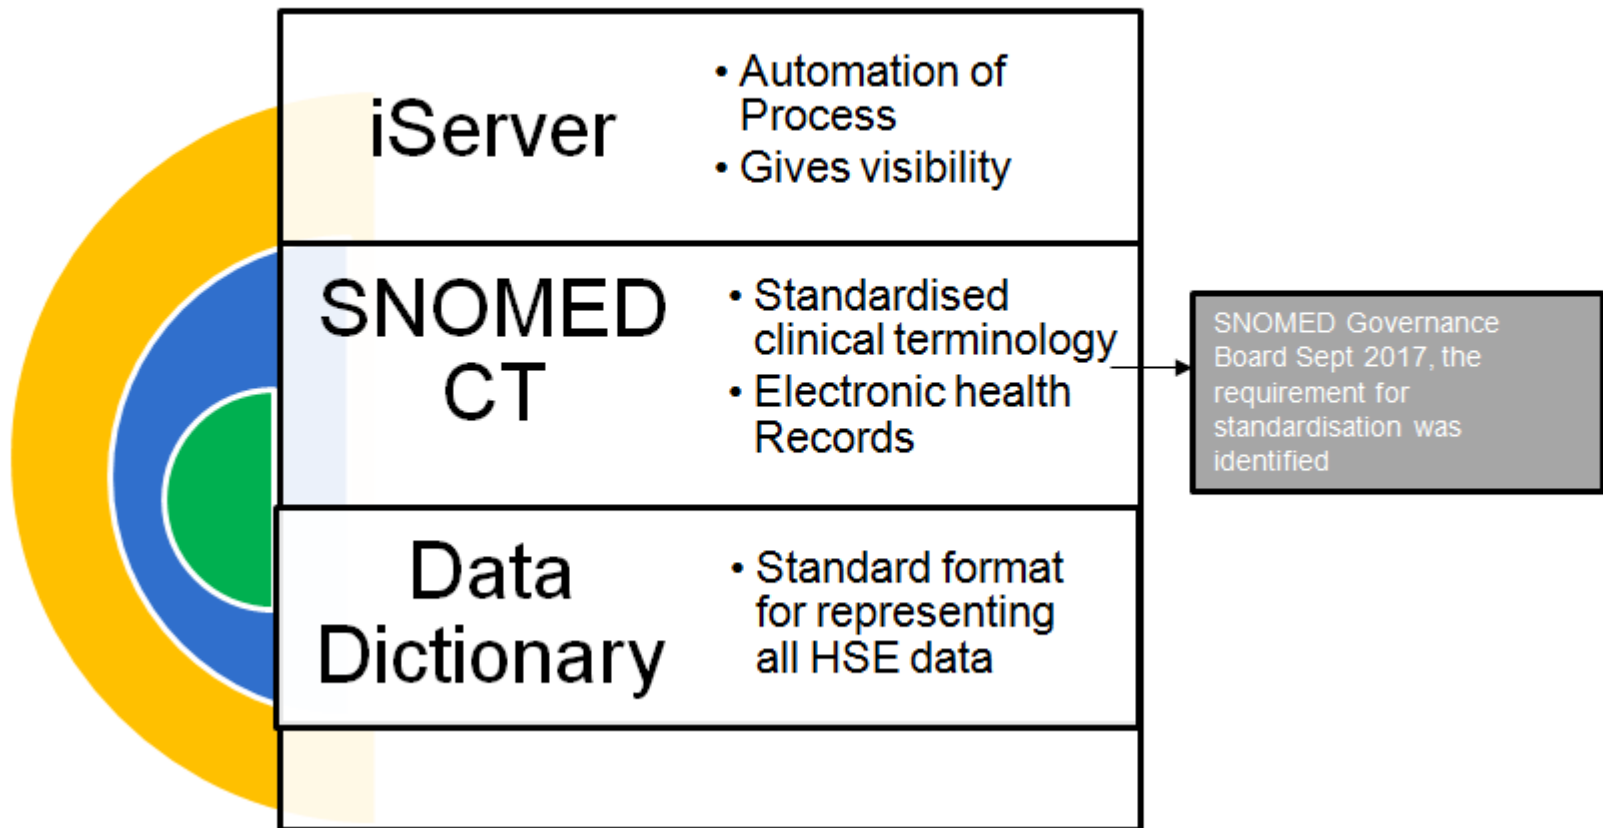 iServer
• Automation of
Process
• Gives visibility
SNOMED
CT
• Standardised
clinical terminology
• Electronic health
Records
SNOMED Governance
Board Sept 2017, the
requirement for
standardisation was
identified
Data
Dictionary
• Standard format
for representing
all HSE data